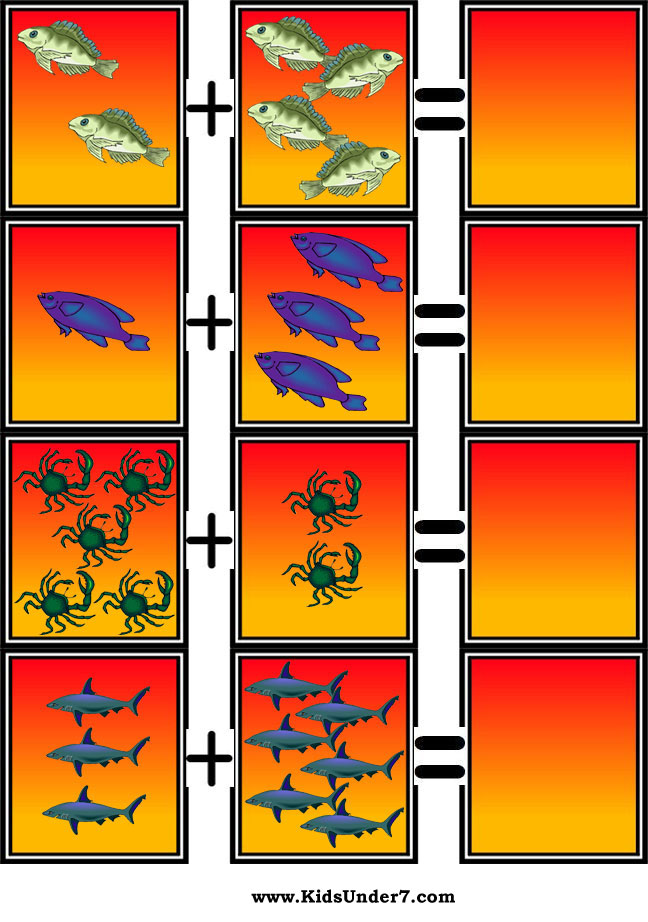 + =
+ =
+ =
+ =
www.KidsUnder7.com